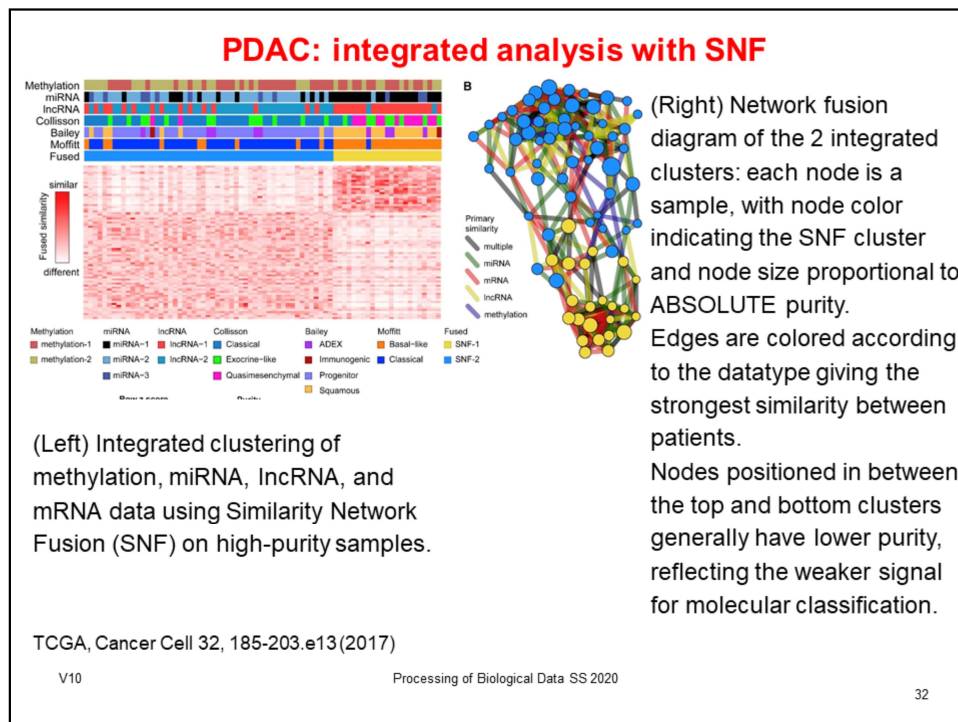 PDAC: integrated analysis with SNF
Methylation
miRNA
lncRNA
Collisson
Bailey
Moffitt
Fused
similar
Fused similarity
different
Methylation
methylation-1
methylation-2
miRNA
miRNA-1
miRNA-2
miRNA-3
lncRNA
lncRNA-1
lncRNA-2
Collisson
Classical
Exocrine-like
Quasimesenchymal
Bailey
ADEX
Immunogenic
Progenitor
Squamous
Moffitt
Basal-like
Classical
Fused
SNF-1
SNF-2
B
Primary
similarity
multiple
miRNA
mRNA
lncRNA
methylation
(Right) Network fusion
diagram of the 2 integrated
clusters: each node is a
sample, with node color
indicating the SNF cluster
and node size proportional to
ABSOLUTE purity.
Edges are colored according
to the datatype giving the
strongest similarity between
patients.
Nodes positioned in between
the top and bottom clusters
generally have lower purity,
reflecting the weaker signal
for molecular classification.
(Left) Integrated clustering of
methylation, miRNA, lncRNA, and
mRNA data using Similarity Network
Fusion (SNF) on high-purity samples.
TCGA, Cancer Cell 32, 185-203.e13 (2017)
V10
Processing of Biological Data SS 2020
32